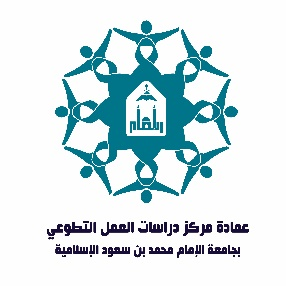 عمادة مركز دراسات العمل التطوعي
بجامعة الإمام محمد بن سعود الإسلامية